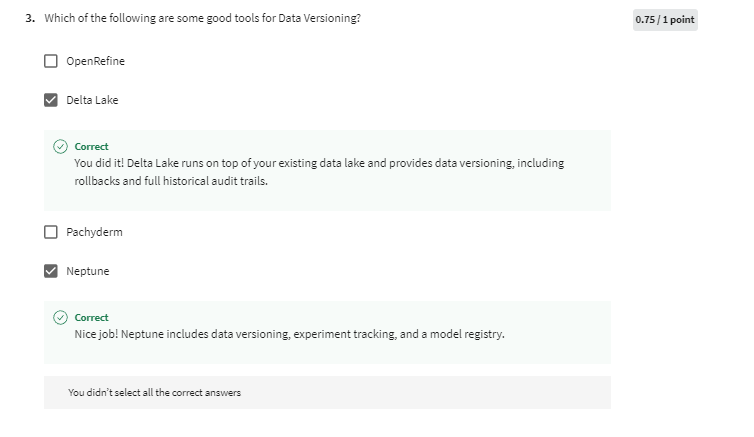 3. Which of the following are some good tools for Data Versioning?
0.75 / 1 point
OpenRefine
Delta Lake
Correct
You did it! Delta Lake runs on top of your existing data lake and provides data versioning, including
rollbacks and full historical audit trails.
Pachyderm
Neptune
Correct
Nice job! Neptune includes data versioning, experiment tracking, and a model registry.
You didn't select all the correct answers